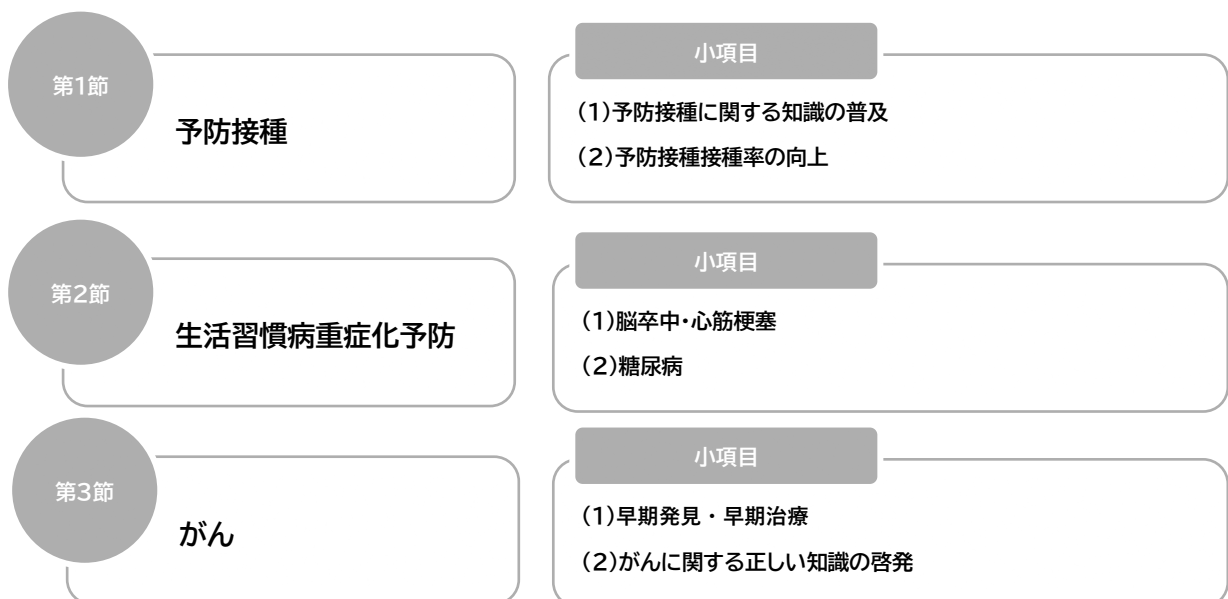 第1節
予防接種
小項目
(1)予防接種に関する知識の普及
(2)予防接種接種率の向上
第2節
生活習慣病重症化予防
小項目
(1)脳卒中・心筋梗塞
(2)糖尿病
第3節
がん
小項目
(1)早期発見・早期治療
(2)がんに関する正しい知識の啓発